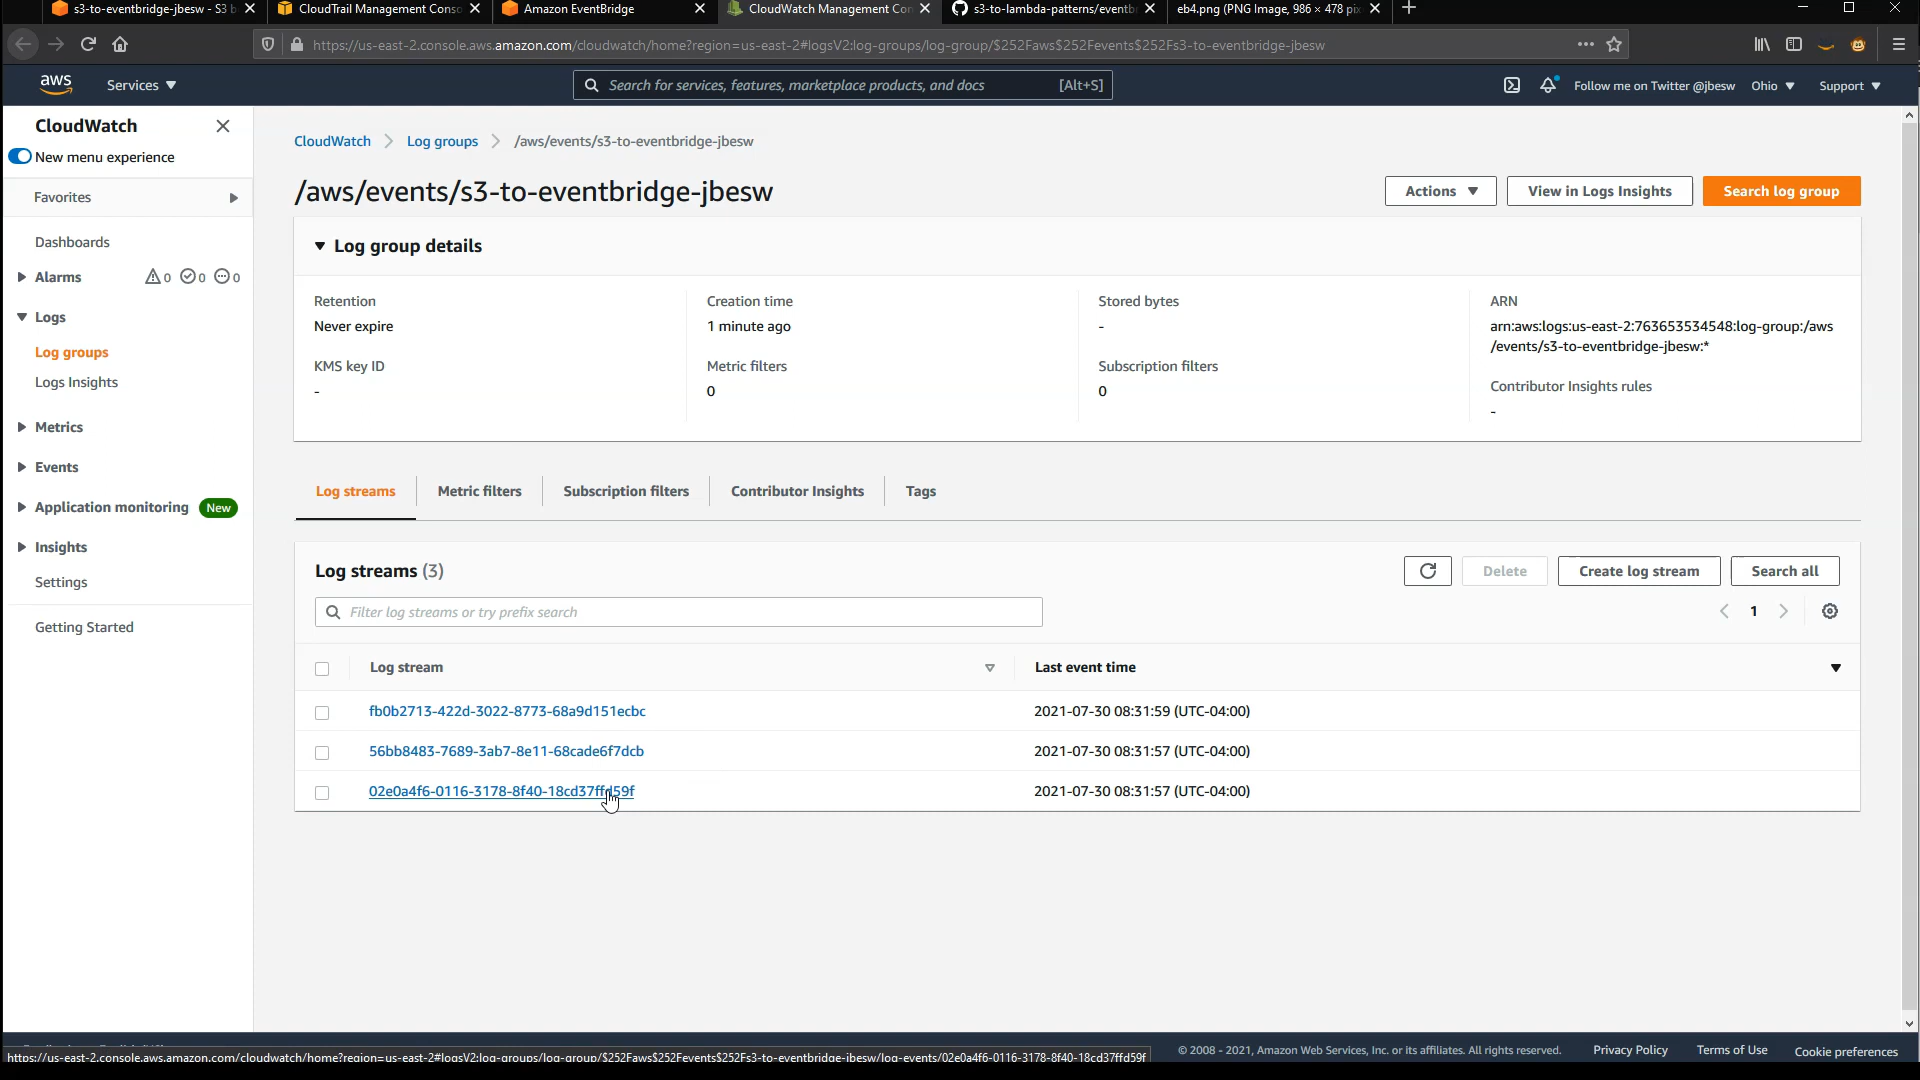 s3-to-eventbridge-jbesw - S3 b
CloudTrail Management Conso
Amazon EventBridge
CloudWatch Management Con
s3-to-lambda-patterns/eventb
eb4.png (PNG Image, 986 × 478 pix
https://us-east-2.console.aws.amazon.com/cloudwatch/home?region=us-east-2#logsV2:log-groups/log-group/$252Faws$252Fevents$252Fs3-to-eventbridge-jbesw
aws
Services
Search for services, features, marketplace products, and docs [Alt+S]
Follow me on Twitter @jbesw
Ohio
Support
CloudWatch
New menu experience
Favorites
Dashboards
Alarms 0 0 0
Logs
Log groups
Logs Insights
Metrics
Events
Application monitoring New
Insights
Settings
Getting Started
CloudWatch > Log groups > /aws/events/s3-to-eventbridge-jbesw
/aws/events/s3-to-eventbridge-jbesw
Actions
View in Logs Insights
Search log group
Log group details
Retention
Never expire
KMS key ID
-
Creation time
1 minute ago
Metric filters
0
Stored bytes
-
Subscription filters
0
ARN
arn:aws:logs:us-east-2:763653534548:log-group:/aws
/events/s3-to-eventbridge-jbesw:*
Contributor Insights rules
-
Log streams
Metric filters
Subscription filters
Contributor Insights
Tags
Log streams (3)
Delete
Create log stream
Search all
Filter log streams or try prefix search
1
Log stream
Last event time
fb0b2713-422d-3022-8773-68a9d151ecbc 2021-07-30 08:31:59 (UTC-04:00)
56bb8483-7689-3ab7-8e11-68cade6f7dcb 2021-07-30 08:31:57 (UTC-04:00)
02e0a4f6-0116-3178-8f40-18cd37ffd59f 2021-07-30 08:31:57 (UTC-04:00)
https://us-east-2.console.aws.amazon.com/cloudwatch/home?region=us-east-2#logsV2:log-groups/log-group/$252Faws$252Fevents$252Fs3-to-eventbridge-jbesw/log-events/02e0a4f6-0116-3178-8f40-18cd37ffd59f
© 2008 - 2021, Amazon Web Services, Inc. or its affiliates. All rights reserved.
Privacy Policy
Terms of Use
Cookie preferences